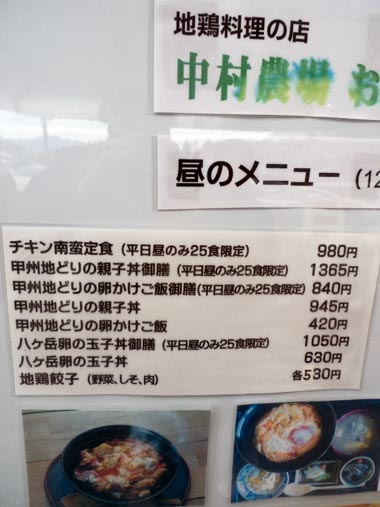 地鶏料理の店
中村農場 お
昼のメニュー (12
チキン南蛮定食 (平日昼のみ25食限定) 980円
甲州地どりの親子丼御膳 (平日昼のみ25食限定) 1365円
甲州地どりの卵かけご飯御膳(平日昼のみ25食限定) 840円
甲州地どりの親子丼 945円
甲州地どりの卵かけご飯 420円
八ケ岳卵の玉子丼御膳 (平日昼のみ25食限定) 1050円
八ケ岳卵の玉子丼 630円
地鶏餃子 (野菜、しそ、肉) 各530円